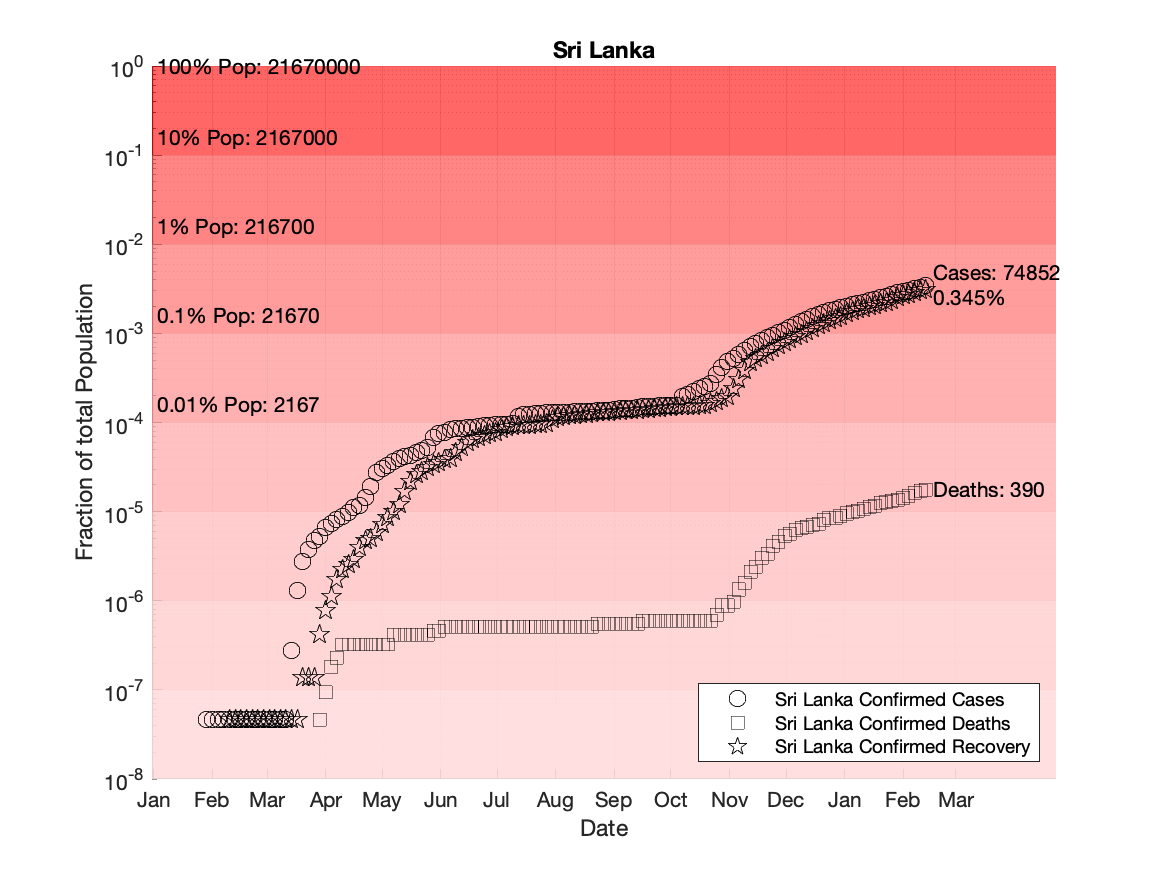 Sri Lanka
10^0
100% Pop: 21670000
10% Pop: 2167000
10^-1
1% Pop: 216700
10^-2
Cases: 74852
0.345%
0.1% Pop: 21670
10^-3
0.01% Pop: 2167
10^-4
Deaths: 390
10^-5
10^-6
10^-7
10^-8
Fraction of total Population
Sri Lanka Confirmed Cases
Sri Lanka Confirmed Deaths
Sri Lanka Confirmed Recovery
Jan Feb Mar Apr May Jun Jul Aug Sep Oct Nov Dec Jan Feb Mar
Date